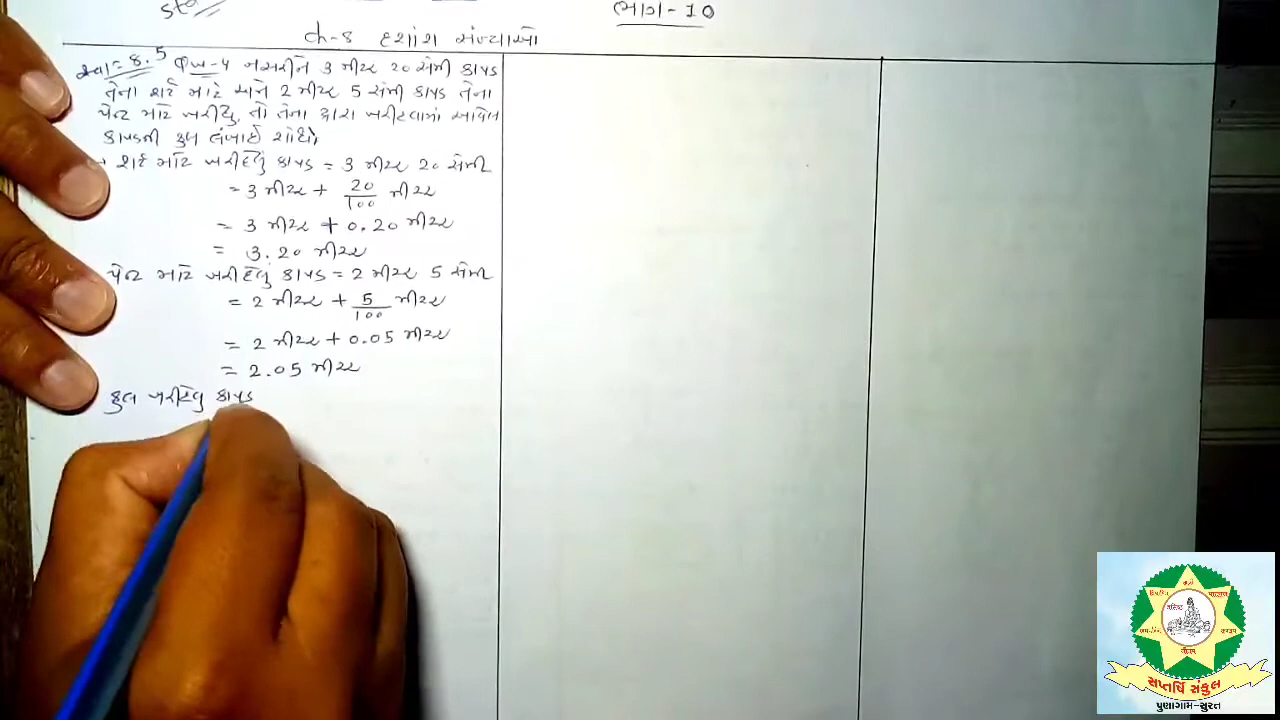 std
ભાગ - 10
ch-8 દશાંશ સંખ્યાઓ
સ્વા = 8.5 પ્રશ્ન-4 નસરીને 3 મીટર 20 સેમી કાપડ
તેના શર્ટ માટે અને 2 મીટર 5 સેમી કાપડ તેના
પેન્ટ માટે ખરીદ્યું, તો તેના દ્વારા ખરીદવામાં આવેલ
કાપડની કુલ લંબાઈ શોધો.
→ શર્ટ માટે ખરીદેલું કાપડ = 3 મીટર 20 સેમી
= 3 મીટર + 20/100 મીટર
= 3 મીટર + 0.20 મીટર
= 3.20 મીટર
પેન્ટ માટે ખરીદેલું કાપડ = 2 મીટર 5 સેમી
= 2 મીટર + 5/100 મીટર
= 2 મીટર + 0.05 મીટર
= 2.05 મીટર
કુલ ખરીદેલુ કાપડ
સપ્તર્ષિ સંકુલ
પુણાગામ-સુરત